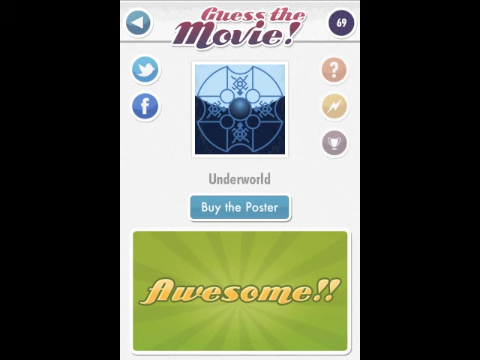 Guess the
Movie!
69
f
?
Underworld
Buy the Poster
Awesome!!